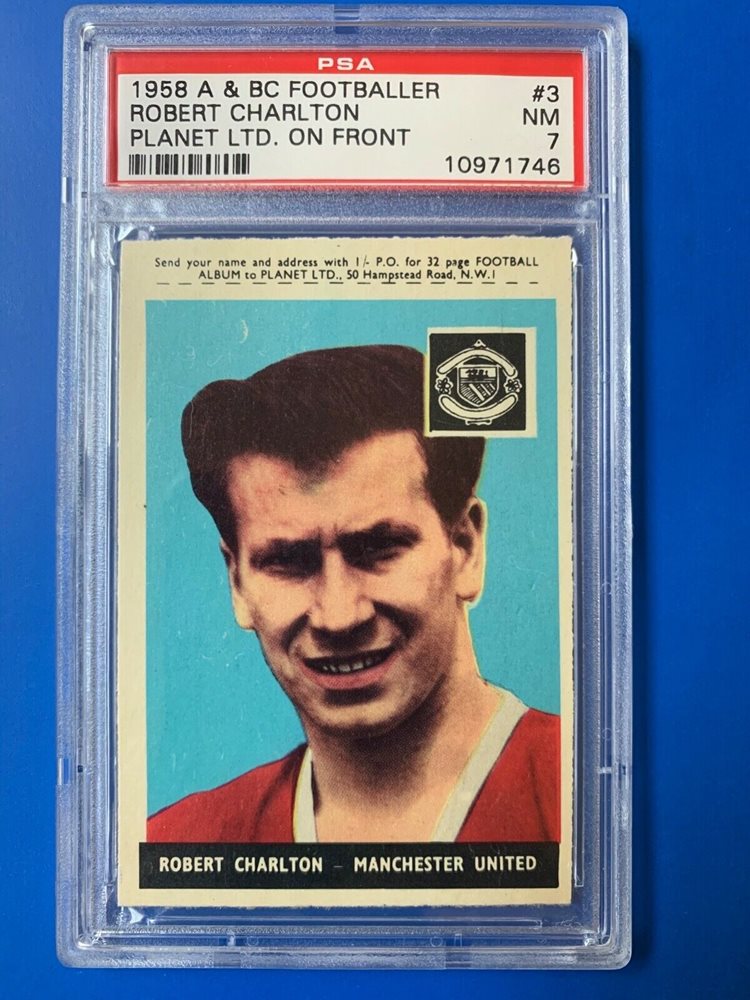 PSA
1958 A & BC FOOTBALLER #3
ROBERT CHARLTON NM
PLANET LTD. ON FRONT 7
10971746
Send your name and address with 1/- P.O. for 32 page FOOTBALL
ALBUM to PLANET LTD., 50 Hampstead Road, N.W.1
ROBERT CHARLTON – MANCHESTER UNITED